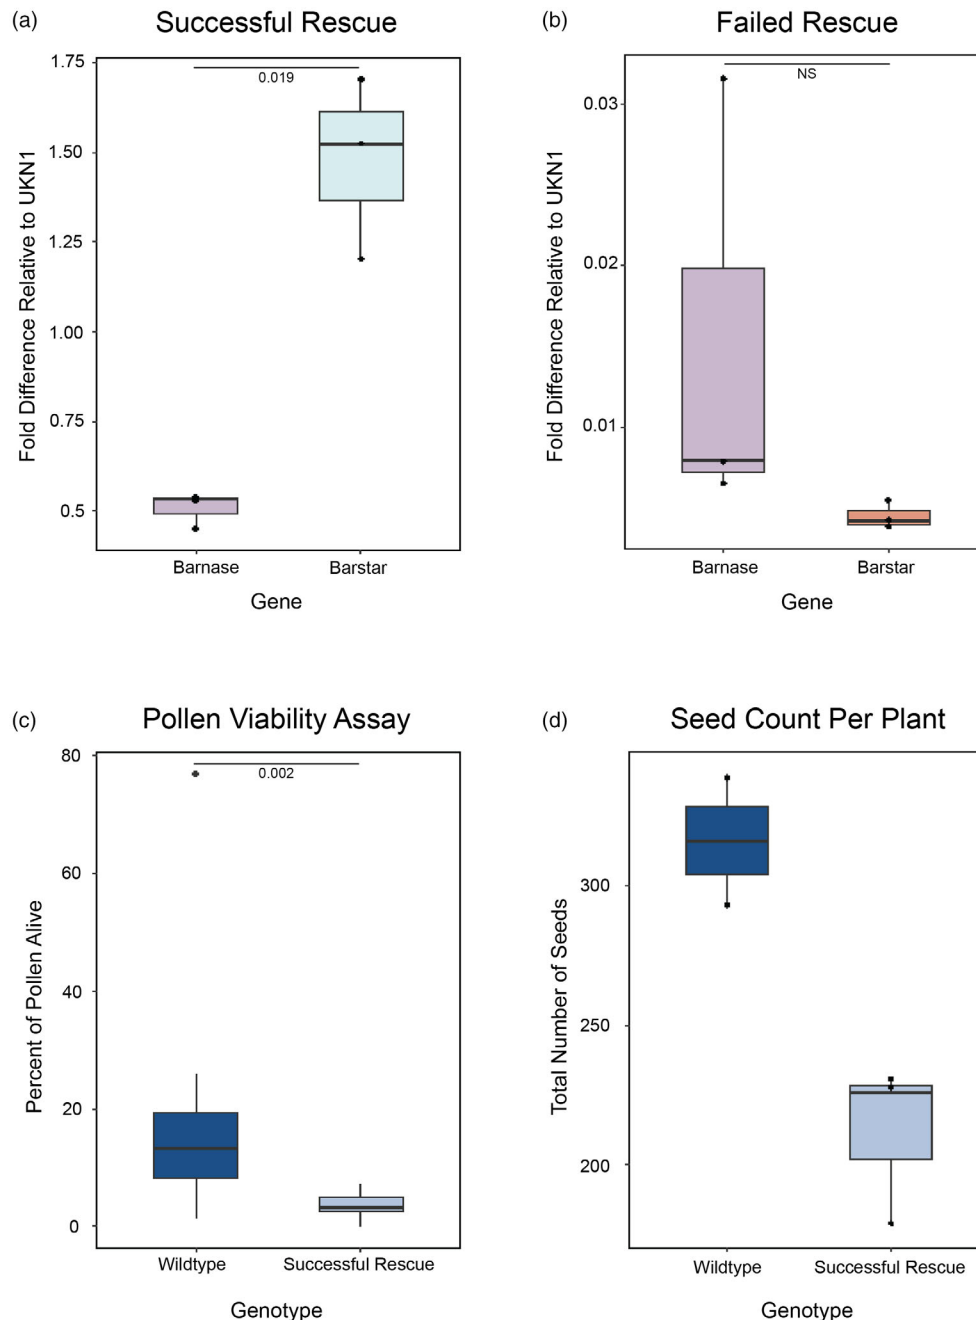 (a) Successful Rescue
1.75
0.019
1.50
1.25
1.00
0.75
0.5
Fold Difference Relative to UKN1
Barnase Barstar
Gene
(b) Failed Rescue
NS
0.03
0.02
0.01
Fold Difference Relative to UKN1
Barnase Barstar
Gene
(c) Pollen Viability Assay
80
0.002
60
40
20
0
Percent of Pollen Alive
Wildtype Successful Rescue
Genotype
(d) Seed Count Per Plant
300
250
200
Total Number of Seeds
Wildtype Successful Rescue
Genotype